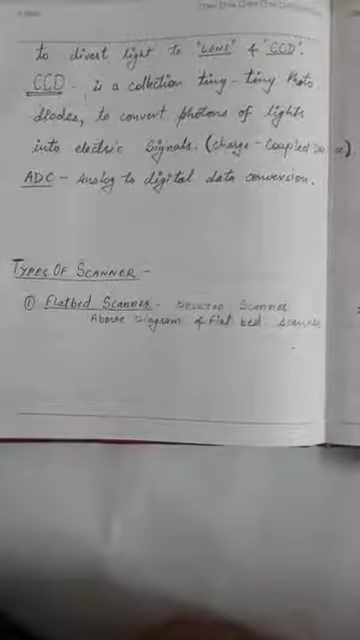 to divert light to "LENS" & "CCD".
CCD - is a collection tiny-tiny Photo
diodes, to convert photons of lights
into electric Signals. (charge-Coupled-Device).
ADC - Analog to digital data conversion.
TYPES OF SCANNER -
① Flatbed Scanner - Desktop Scanner
Above Diagram of Flat bed Scanner